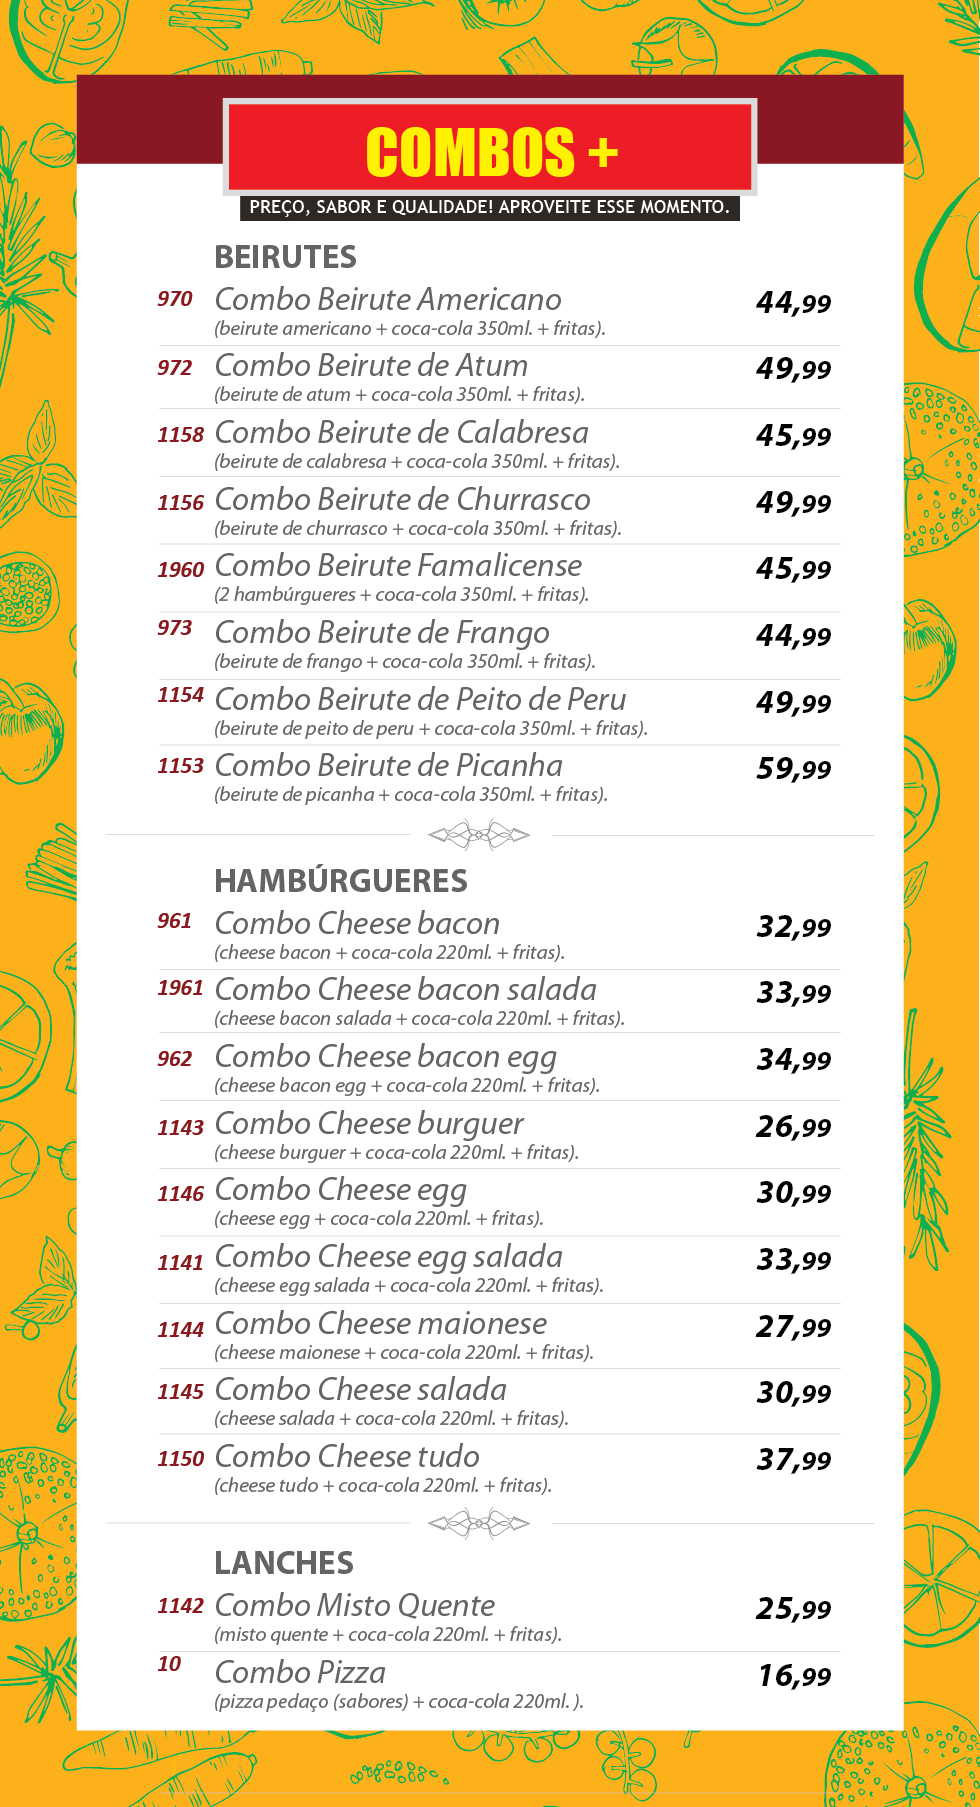 COMBOS +
PREÇO, SABOR E QUALIDADE! APROVEITE ESSE MOMENTO.
BEIRUTES
970 Combo Beirute Americano 44,99
(beirute americano + coca-cola 350ml. + fritas).
972 Combo Beirute de Atum 49,99
(beirute de atum + coca-cola 350ml. + fritas).
1158 Combo Beirute de Calabresa 45,99
(beirute de calabresa + coca-cola 350ml. + fritas).
1156 Combo Beirute de Churrasco 49,99
(beirute de churrasco + coca-cola 350ml. + fritas).
1960 Combo Beirute Famalicense 45,99
(2 hambúrgueres + coca-cola 350ml. + fritas).
973 Combo Beirute de Frango 44,99
(beirute de frango + coca-cola 350ml. + fritas).
1154 Combo Beirute de Peito de Peru 49,99
(beirute de peito de peru + coca-cola 350ml. + fritas).
1153 Combo Beirute de Picanha 59,99
(beirute de picanha + coca-cola 350ml. + fritas).
HAMBÚRGUERES
961 Combo Cheese bacon 32,99
(cheese bacon + coca-cola 220ml. + fritas).
1961 Combo Cheese bacon salada 33,99
(cheese bacon salada + coca-cola 220ml. + fritas).
962 Combo Cheese bacon egg 34,99
(cheese bacon egg + coca-cola 220ml. + fritas).
1143 Combo Cheese burguer 26,99
(cheese burguer + coca-cola 220ml. + fritas).
1146 Combo Cheese egg 30,99
(cheese egg + coca-cola 220ml. + fritas).
1141 Combo Cheese egg salada 33,99
(cheese egg salada + coca-cola 220ml. + fritas).
1144 Combo Cheese maionese 27,99
(cheese maionese + coca-cola 220ml. + fritas).
1145 Combo Cheese salada 30,99
(cheese salada + coca-cola 220ml. + fritas).
1150 Combo Cheese tudo 37,99
(cheese tudo + coca-cola 220ml. + fritas).
LANCHES
1142 Combo Misto Quente 25,99
(misto quente + coca-cola 220ml. + fritas).
10 Combo Pizza 16,99
(pizza pedaço (sabores) + coca-cola 220ml. ).